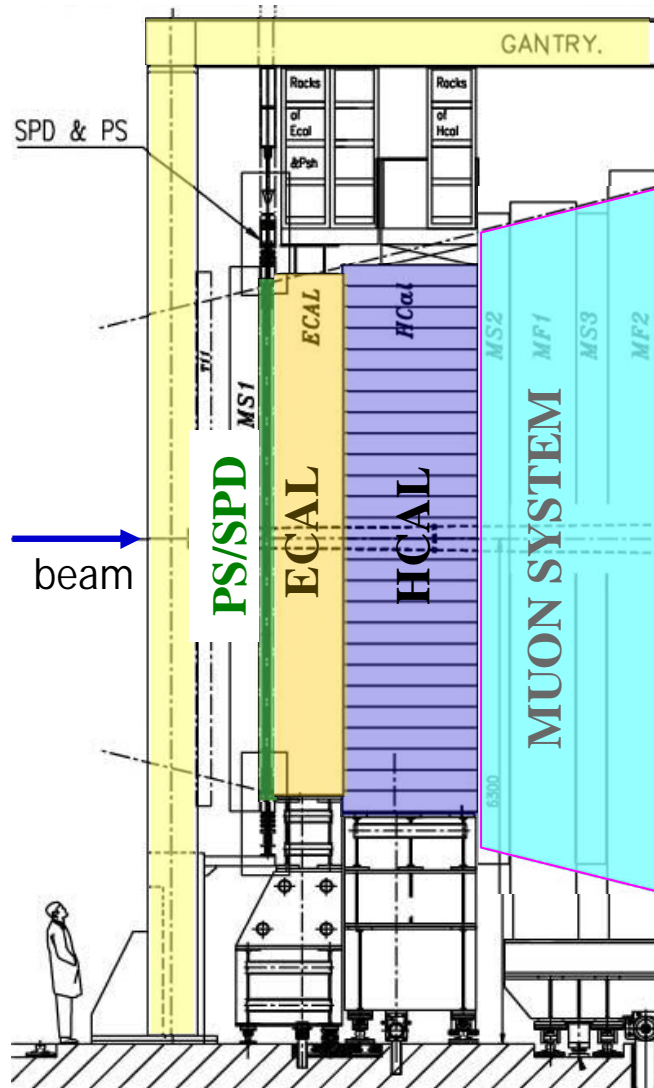 GANTRY.
Racks
of
Ecal
&Psh
Racks
of
Hcal
SPD & PS
ECAL
HCal
MS2
MF1
MS3
MF2
MS1
PS/SPD
ECAL
HCAL
MUON SYSTEM
beam
6300